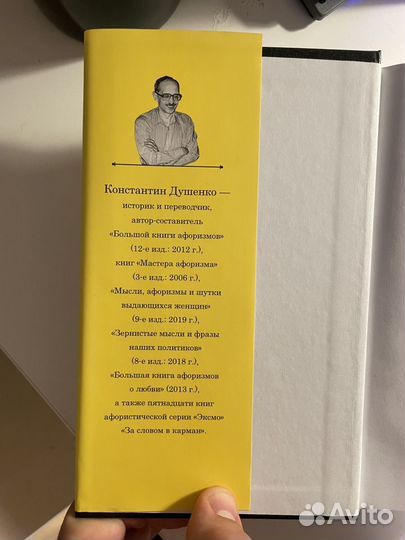 Константин Душенко —
историк и переводчик,
автор-составитель
«Большой книги афоризмов»
(12-е изд.: 2012 г.),
книг «Мастера афоризма»
(3-е изд.: 2006 г.),
«Мысли, афоризмы и шутки
выдающихся женщин»
(9-е изд.: 2019 г.),
«Зернистые мысли и фразы
наших политиков»
(8-е изд.: 2018 г.),
«Большая книга афоризмов
о любви» (2013 г.),
а также пятнадцати книг
афористической серии «Эксмо»
«За словом в карман».
Avito